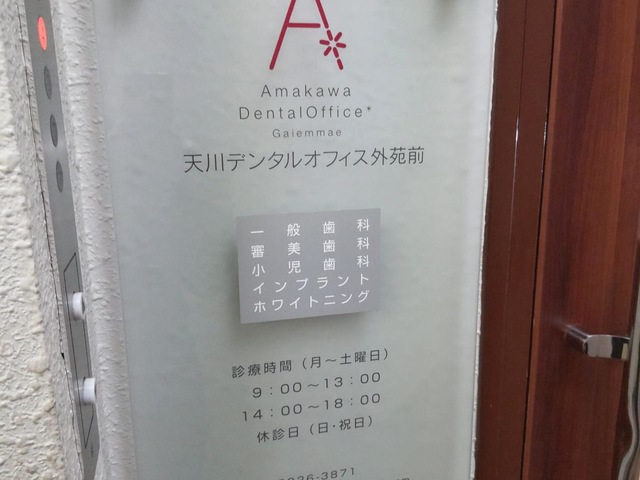 A
Amakawa
DentalOffice*
Gaiemmae
天川デンタルオフィス外苑前
一般歯科
審美歯科
小児歯科
インプラント
ホワイトニング
診療時間（月〜土曜日）
9：00〜13：00
14：00〜18：00
休診日（日・祝日）
-3871